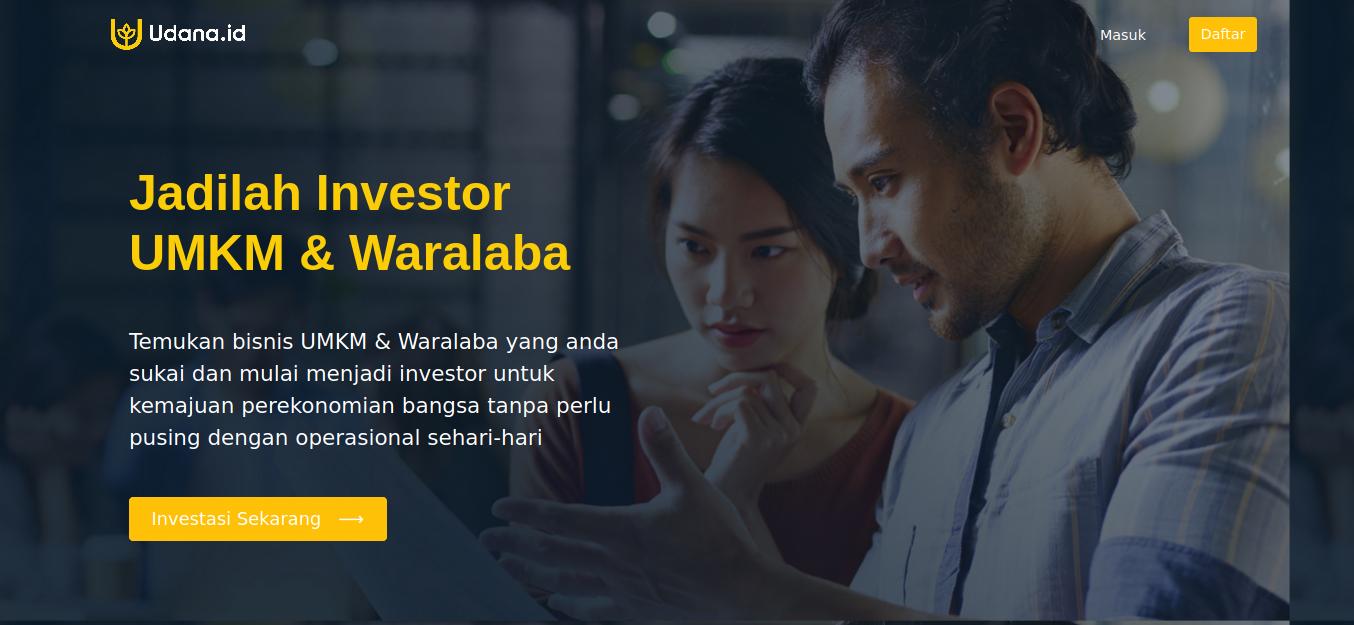 Udana.id
Masuk
Daftar
Jadilah Investor
UMKM & Waralaba
Temukan bisnis UMKM & Waralaba yang anda
sukai dan mulai menjadi investor untuk
kemajuan perekonomian bangsa tanpa perlu
pusing dengan operasional sehari-hari
Investasi Sekarang ⟶